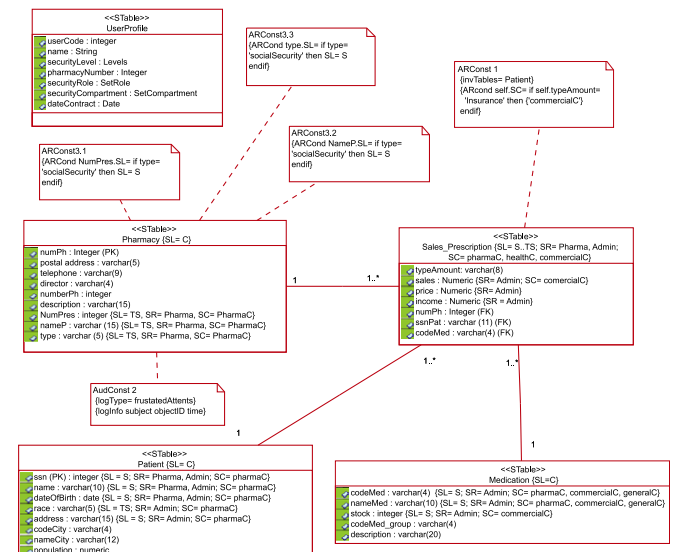 <<STable>>
UserProfile
userCode : integer
name : String
securityLevel : Levels
pharmacyNumber : Integer
securityRole : SetRole
securityCompartment : SetCompartment
dateContract : Date
ARConst3,3
{ARCond type.SL= if type=
'socialSecurity' then SL= S
endif}
ARConst 1
{invTables= Patient}
{ARcond self.SC= if self.typeAmount=
'Insurance' then {'commercialC'}
endif}
ARConst3.2
{ARCond NameP.SL= if type=
'socialSecurity' then SL= S
endif}
ARConst3.1
{ARCond NumPres.SL= if type=
'socialSecurity' then SL= S
endif}
<<STable>>
Pharmacy {SL= C}
numPh : Integer (PK)
postal address : varchar(5)
telephone : varchar(9)
director : varchar(4)
numberPh : integer
description : varchar(15)
NumPres : integer {SL= TS, SR= Pharma, SC= PharmaC}
nameP : varchar (15) {SL= TS, SR= Pharma, SC= PharmaC}
type : varchar (5) {SL= TS, SR= Pharma, SC= PharmaC}
1
1..*
<<STable>>
Sales_Prescription {SL= S..TS; SR= Pharma, Admin;
SC= pharmaC, healthC, commercialC}
typeAmount: varchar(8)
sales : Numeric {SR= Admin; SC= comercialC}
price : Numeric {SR= Admin}
income : Numeric {SR = Admin}
numPh : Integer (FK)
ssnPat : varchar (11) (FK)
codeMed : varchar(4) (FK)
1..*
1..*
AudConst 2
{logType= frustatedAttents}
{logInfo subject objectID time}
1
1
<<STable>>
Patient {SL= C}
ssn (PK) : integer {SL = S; SR= Pharma, Admin; SC= pharmaC}
name : varchar(10) {SL = S; SR= Pharma, Admin; SC= pharmaC}
dateOfBirth : date {SL = S; SR= Pharma, Admin; SC= pharmaC}
race : varchar(5) {SL = TS; SR= Admin; SC= pharmaC}
address : varchar(15) {SL = S; SR= Admin; SC= pharmaC}
codeCity : varchar(4)
nameCity : varchar(12)
population : numeric
<<STable>>
Medication {SL=C}
codeMed : varchar(4) {SL= S; SR= Admin; SC= pharmaC, commercialC, generalC}
nameMed : varchar(10) {SL= S; SR= Admin; SC= pharmaC, commercialC, generalC}
stock : integer {SL= S; SR= Admin; SC= commercialC}
codeMed_group : varchar(4)
description : varchar(20)